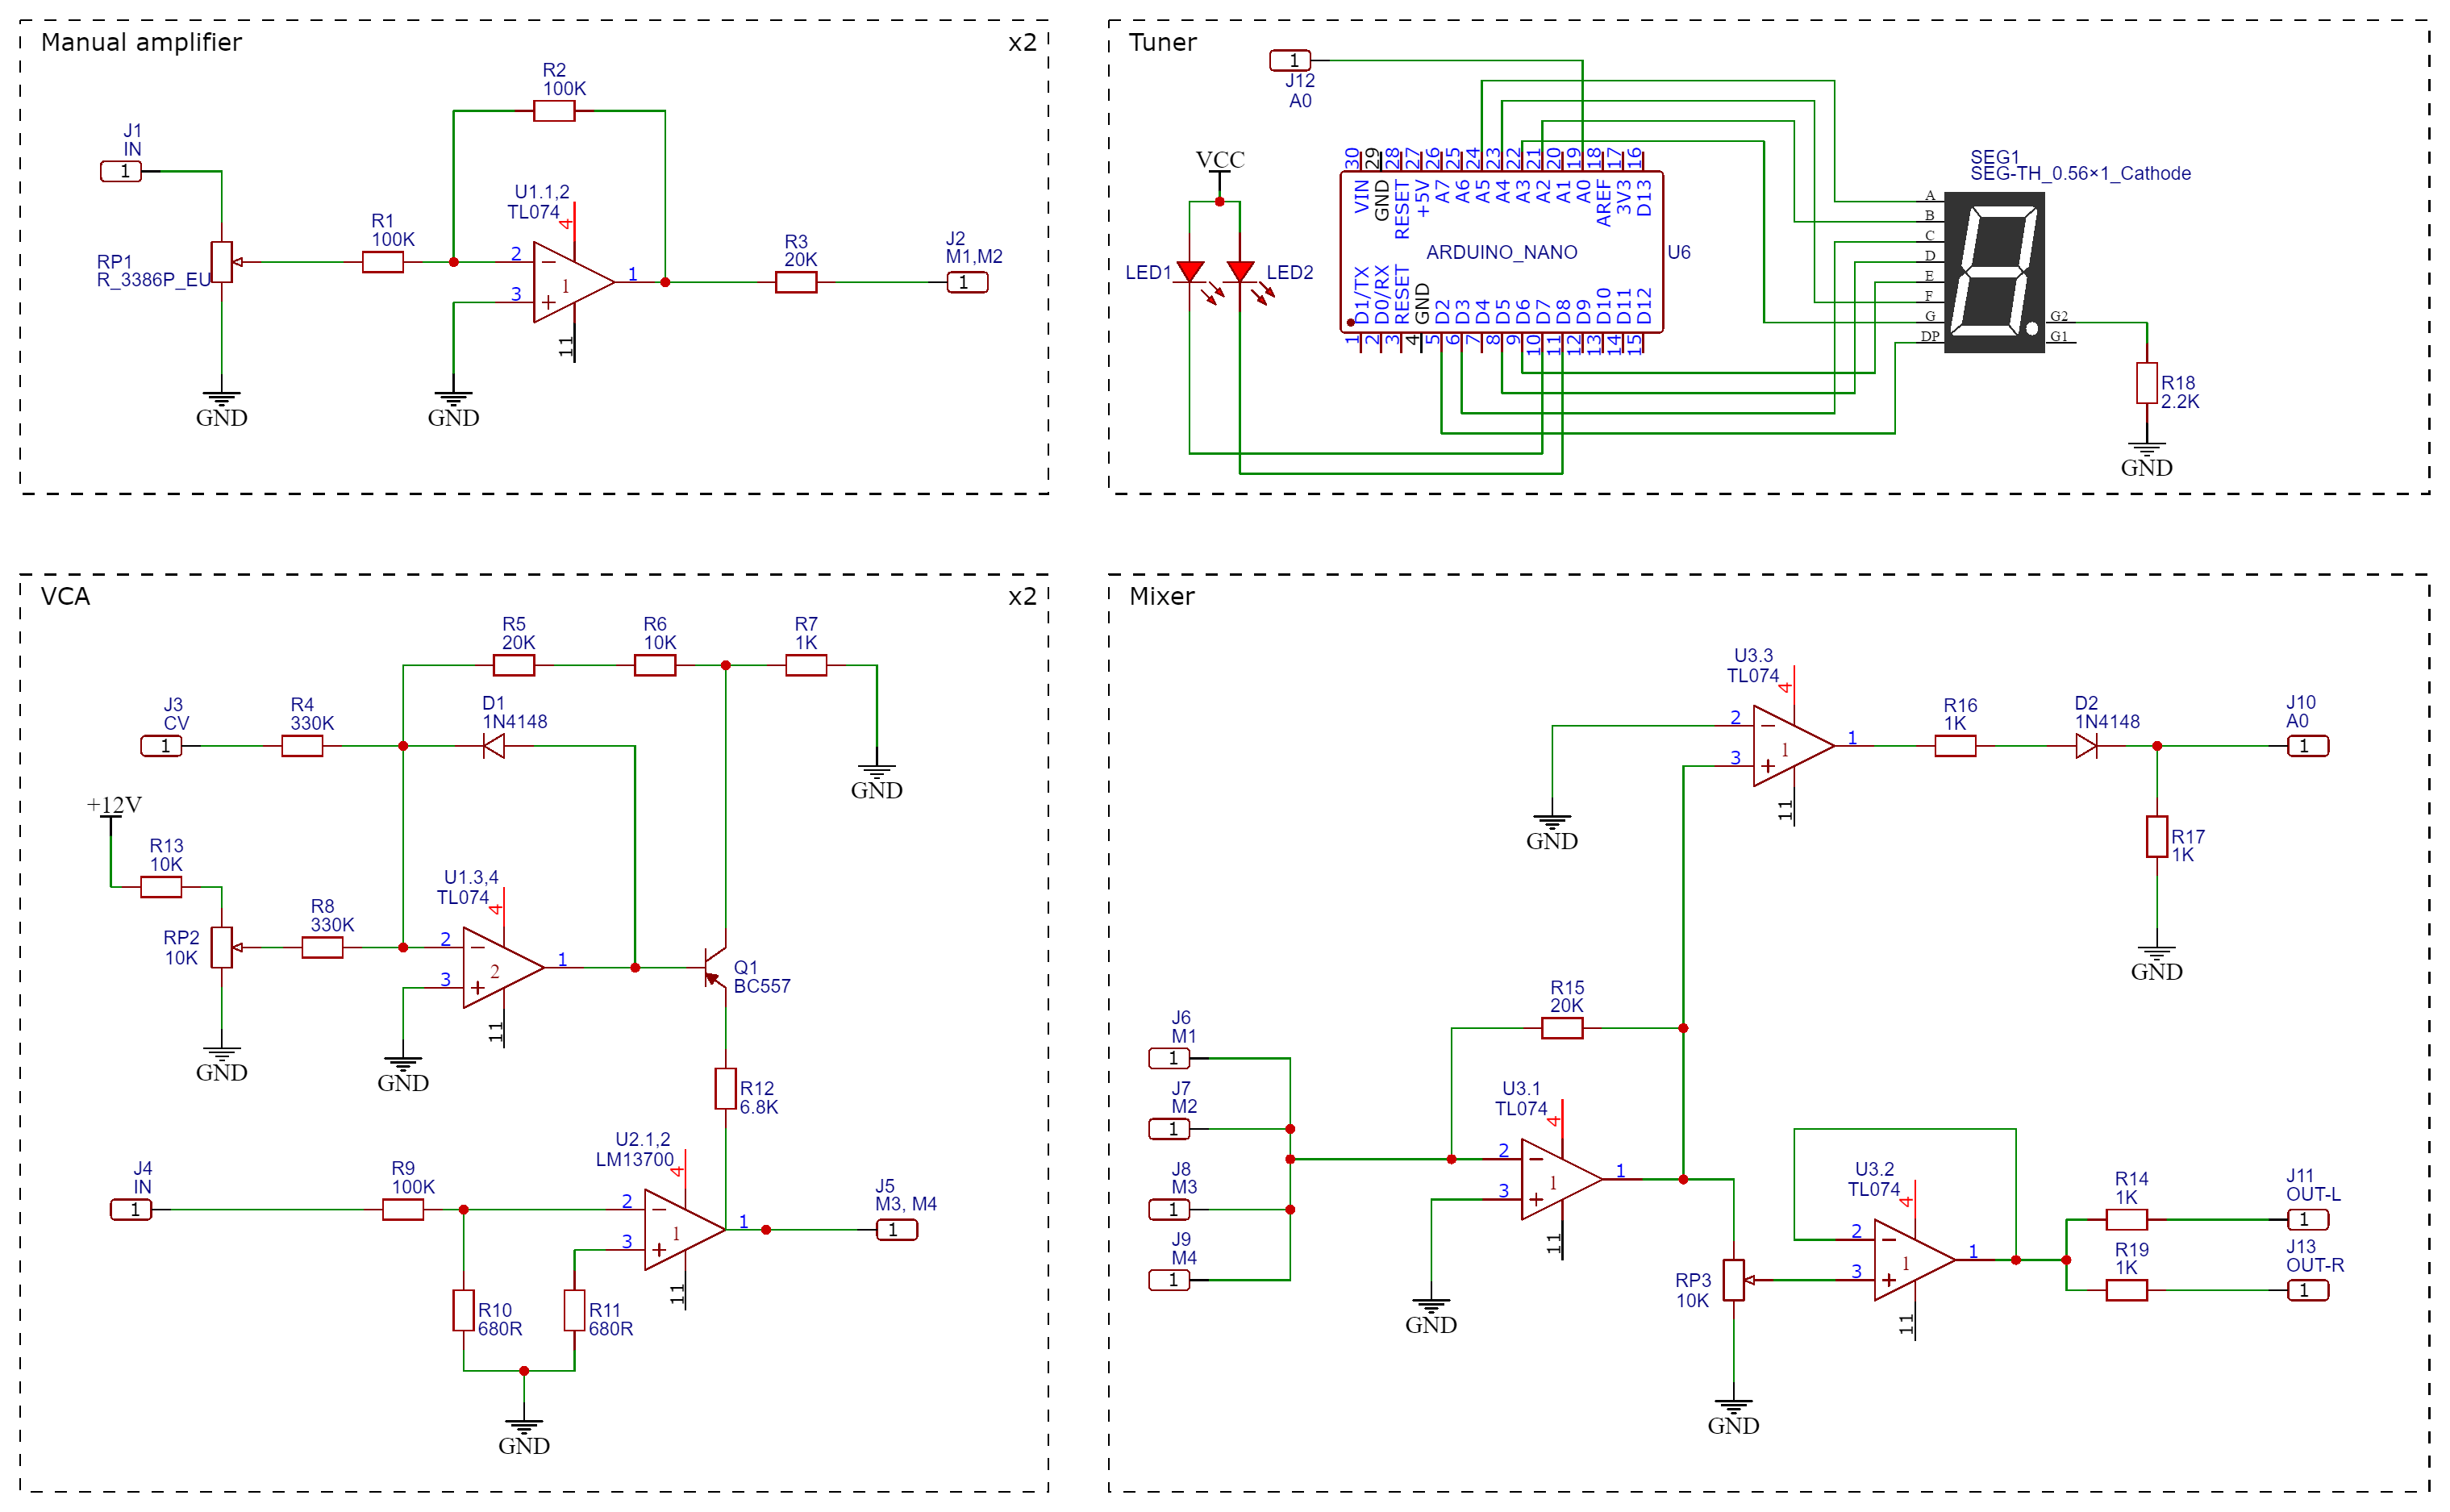 Manual amplifier
x2
R2
100K
J1
IN
1
U1.1,2
TL074
4
R1
100K
2
3
1
1
11
RP1
R_3386P_EU
R3
20K
J2
M1,M2
1
GND
GND
Tuner
1
J12
A0
VCC
LED1
LED2
30 29 28 27 26 25 24 23 22 21 20 19 18 17 16
VIN GND RESET +5V A7 A6 A5 A4 A3 A2 A1 A0 AREF 3V3 D13
ARDUINO_NANO
U6
D1/TX D0/RX RESET GND D2 D3 D4 D5 D6 D7 D8 D9 D10 D11 D12
1 2 3 4 5 6 7 8 9 10 11 12 13 14 15
SEG1
SEG-TH_0.56×1_Cathode
A
B
C
D
E
F
G
DP
G2
G1
R18
2.2K
GND
VCA
x2
R5
20K
R6
10K
R7
1K
J3
CV
1
R4
330K
D1
1N4148
GND
+12V
R13
10K
U1.3,4
TL074
4
RP2
10K
R8
330K
2
3
2
1
11
Q1
BC557
GND
GND
R12
6.8K
U2.1,2
LM13700
4
J4
IN
1
R9
100K
2
3
1
1
11
J5
M3, M4
1
R10
680R
R11
680R
GND
Mixer
U3.3
TL074
4
2
3
1
1
11
R16
1K
D2
1N4148
J10
A0
1
GND
R17
1K
GND
R15
20K
J6
M1
1
J7
M2
1
J8
M3
1
J9
M4
1
U3.1
TL074
4
2
3
1
1
11
GND
RP3
10K
GND
U3.2
TL074
4
2
3
1
1
11
R14
1K
J11
OUT-L
1
R19
1K
J13
OUT-R
1